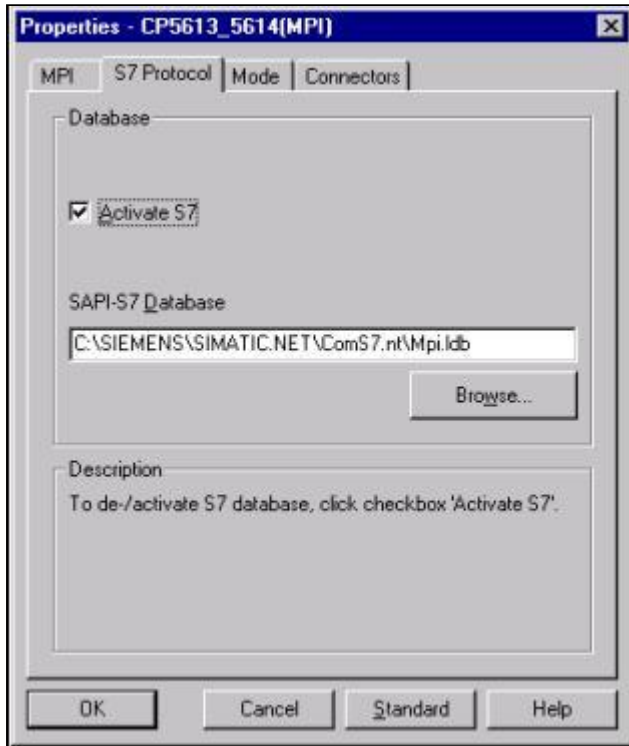 Properties - CP5613_5614(MPI)
MPI S7 Protocol Mode Connectors
Database
Activate S7
SAPI-S7 Database
C:\SIEMENS\SIMATIC.NET\ComS7.nt\Mpi.ldb
Browse...
Description
To de-/activate S7 database, click checkbox 'Activate S7'.
OK Cancel Standard Help